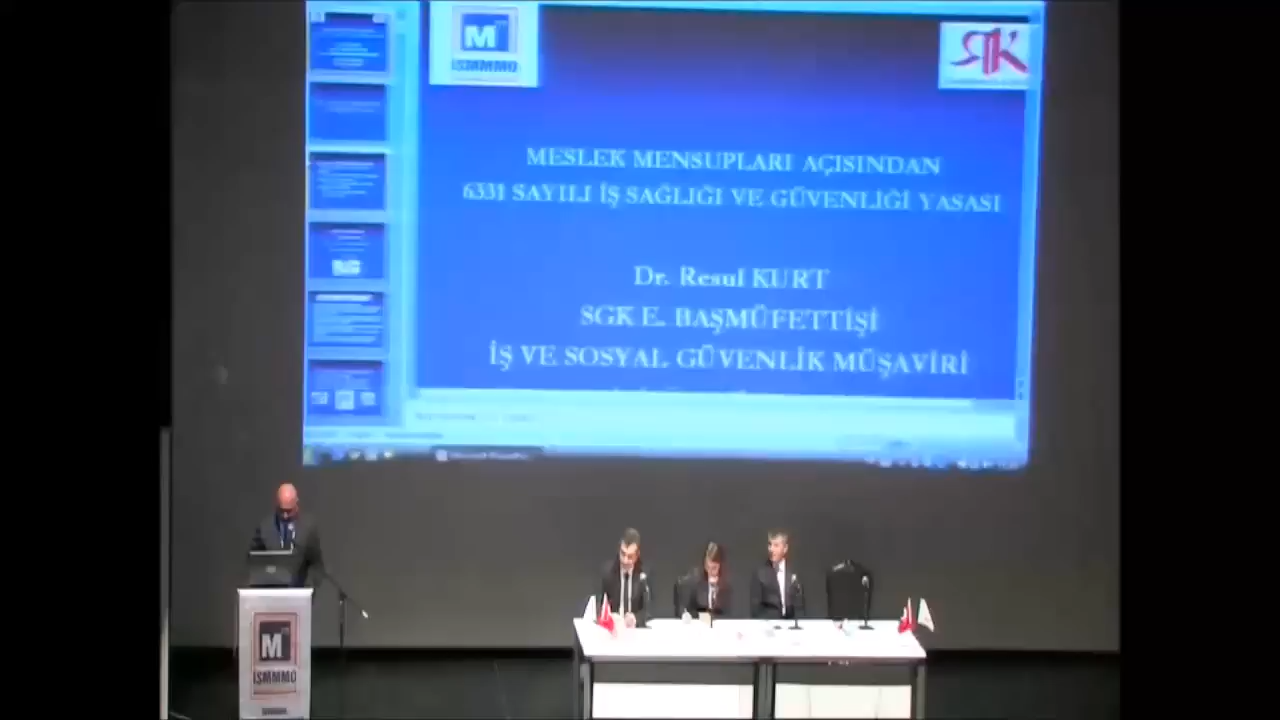 M
İSMMMO
MESLEK MENSUPLARI AÇISINDAN
6331 SAYILI İŞ SAĞLIĞI VE GÜVENLİĞİ YASASI
Dr. Resul KURT
SGK E. BAŞMÜFETTİŞİ
İŞ VE SOSYAL GÜVENLİK MÜŞAVİRİ
M
İSMMMO